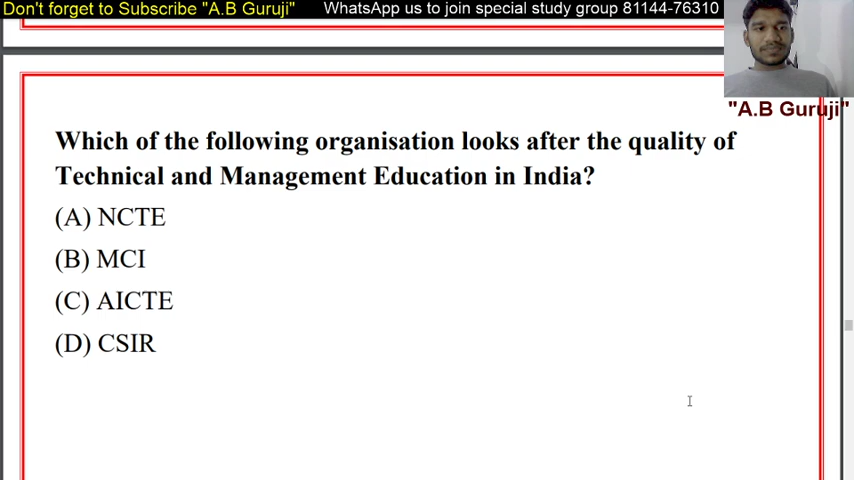 Don't forget to Subscribe "A.B Guruji" WhatsApp us to join special study group 81144-76310
"A.B Guruji"
Which of the following organisation looks after the quality of
Technical and Management Education in India?
(A) NCTE
(B) MCI
(C) AICTE
(D) CSIR